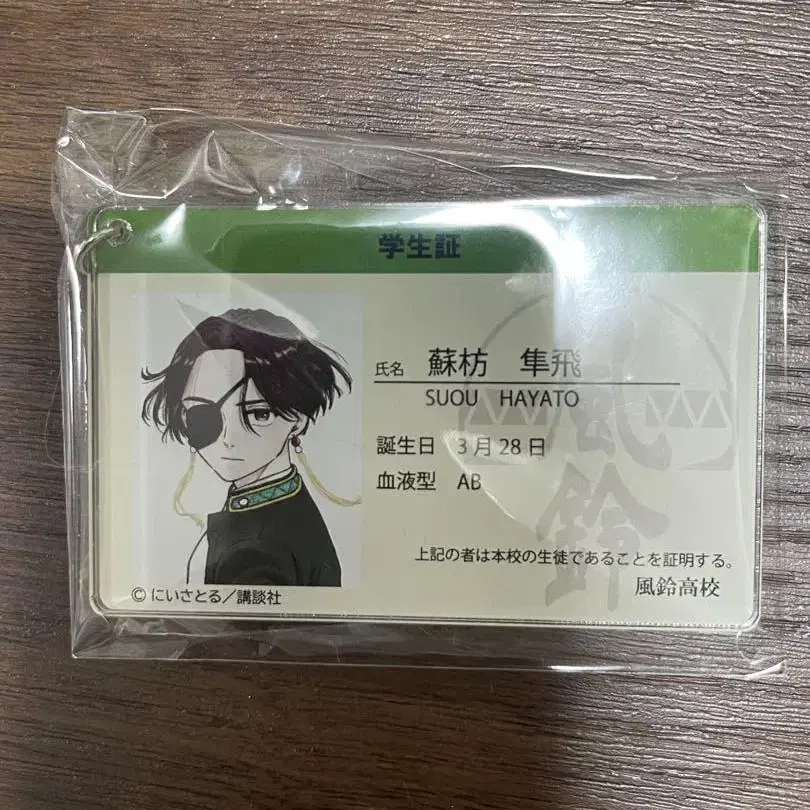 学生証
氏名 蘇枋 隼飛
SUOU HAYATO
誕生日 3月28日
血液型 AB
風鈴
上記の者は本校の生徒であることを証明する。
風鈴高校
© にいさとる/講談社